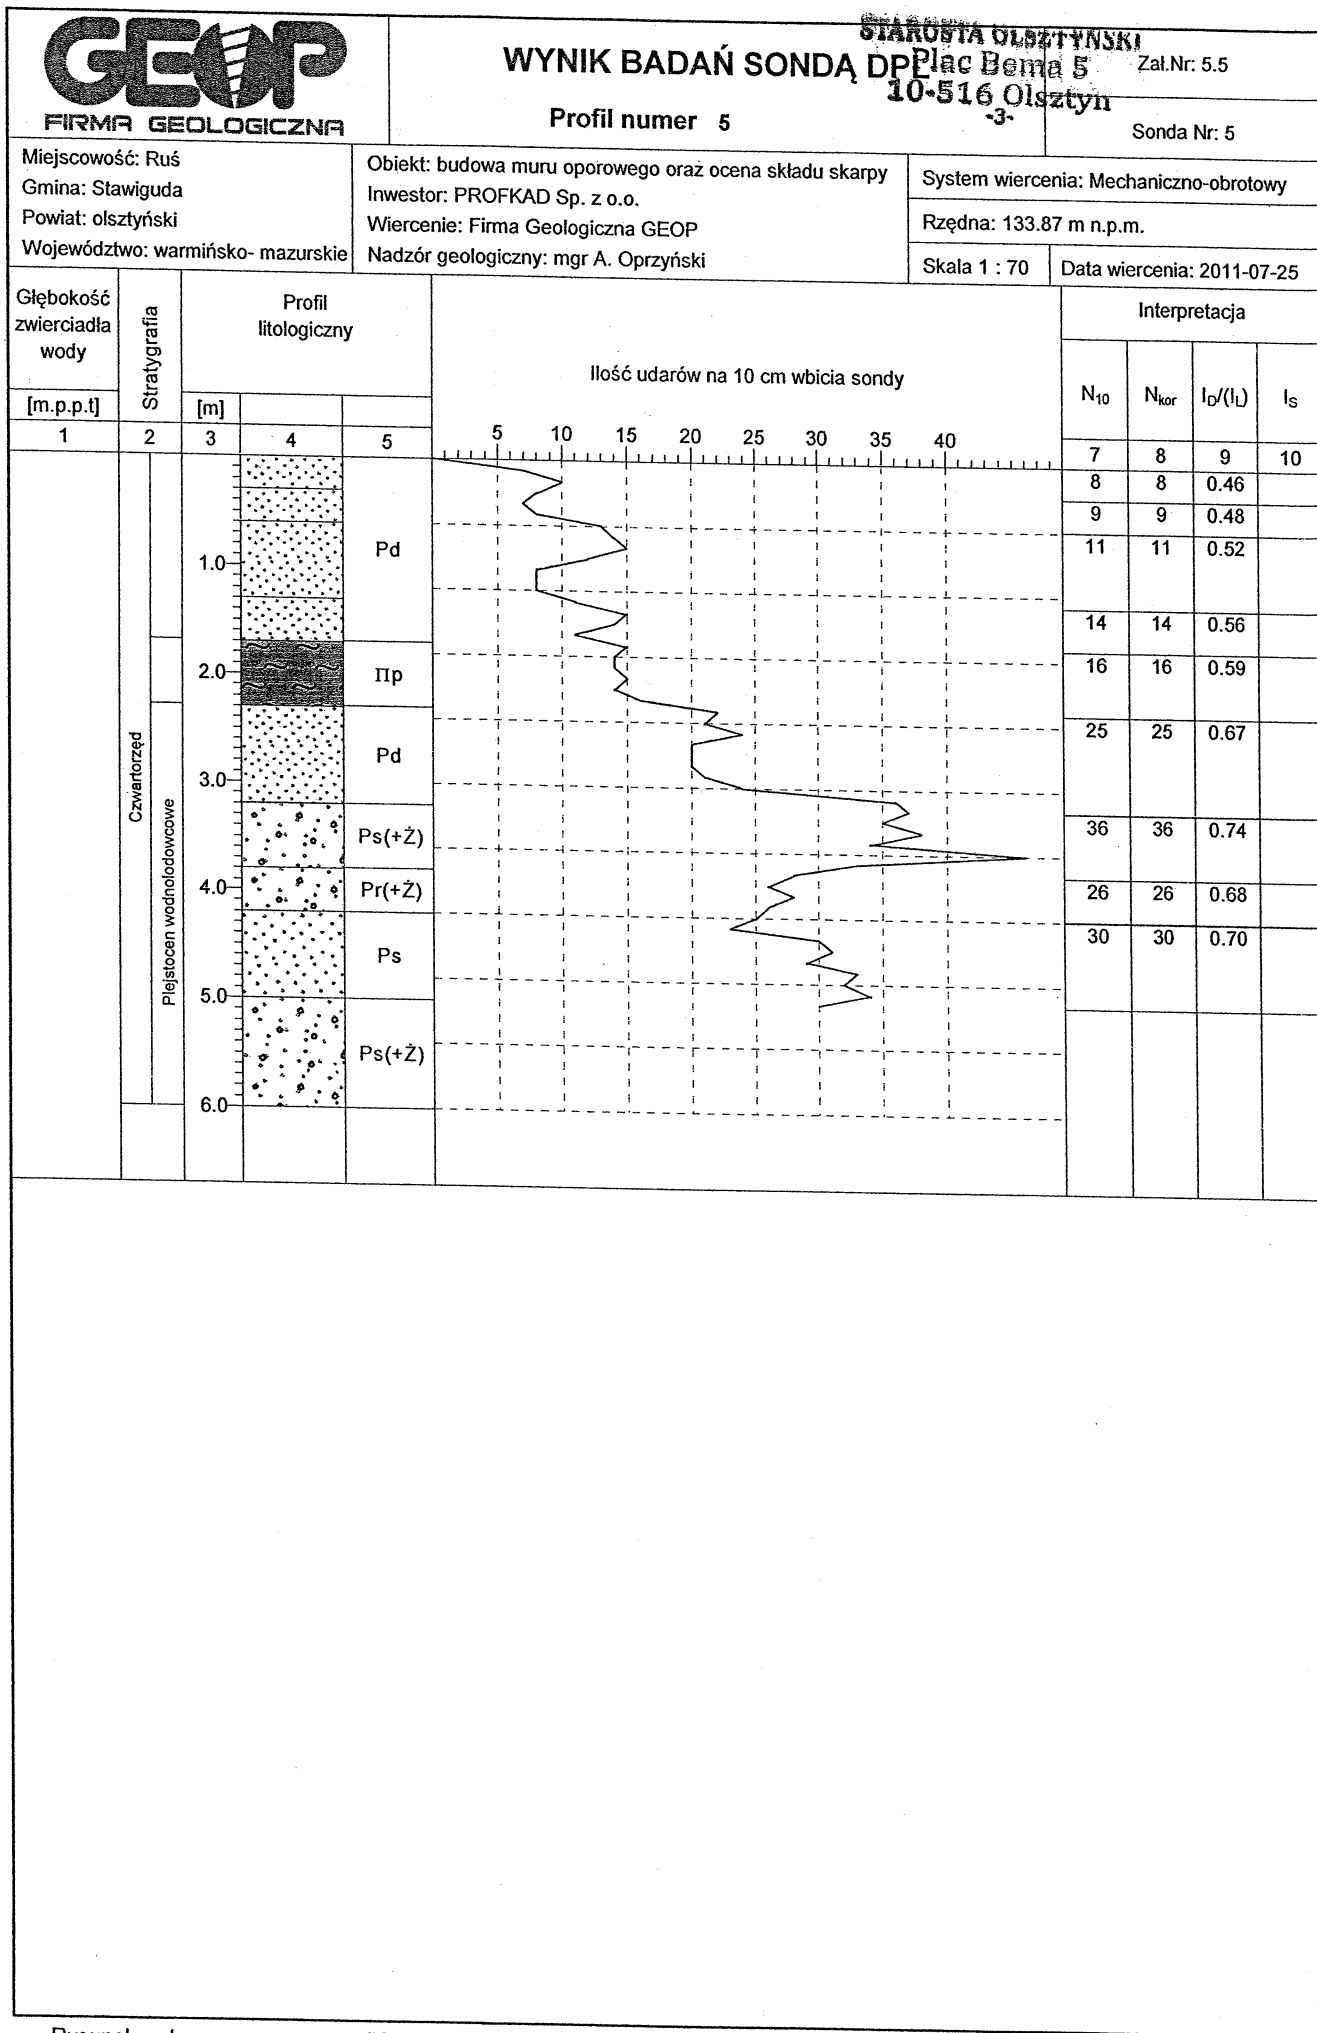 GEOP
FIRMA GEOLOGICZNA
WYNIK BADAŃ SONDĄ DPL
Profil numer 5
STAROSTA OLSZTYŃSKI
Plac Bema 5
10-516 Olsztyn
-3-
Zał.Nr: 5.5
Sonda Nr: 5
Miejscowość: Ruś
Gmina: Stawiguda
Powiat: olsztyński
Województwo: warmińsko- mazurskie
Obiekt: budowa muru oporowego oraz ocena składu skarpy
Inwestor: PROFKAD Sp. z o.o.
Wiercenie: Firma Geologiczna GEOP
Nadzór geologiczny: mgr A. Oprzyński
System wiercenia: Mechaniczno-obrotowy
Rzędna: 133.87 m n.p.m.
Skala 1 : 70
Data wiercenia: 2011-07-25
Głębokość
zwierciadła
wody
[m.p.p.t]
Stratygrafia
Profil
litologiczny
[m]
Ilość udarów na 10 cm wbicia sondy
Interpretacja
N10 Nkor ID/(IL) IS
1 2 3 4 5
5 10 15 20 25 30 35 40
7 8 9 10
8 8 0.46
9 9 0.48
11 11 0.52
14 14 0.56
16 16 0.59
25 25 0.67
36 36 0.74
26 26 0.68
30 30 0.70
Czwartorzęd
Plejstocen wodnolodowcowe
1.0
2.0
3.0
4.0
5.0
6.0
Pd
Πp
Pd
Ps(+Ż)
Pr(+Ż)
Ps
Ps(+Ż)